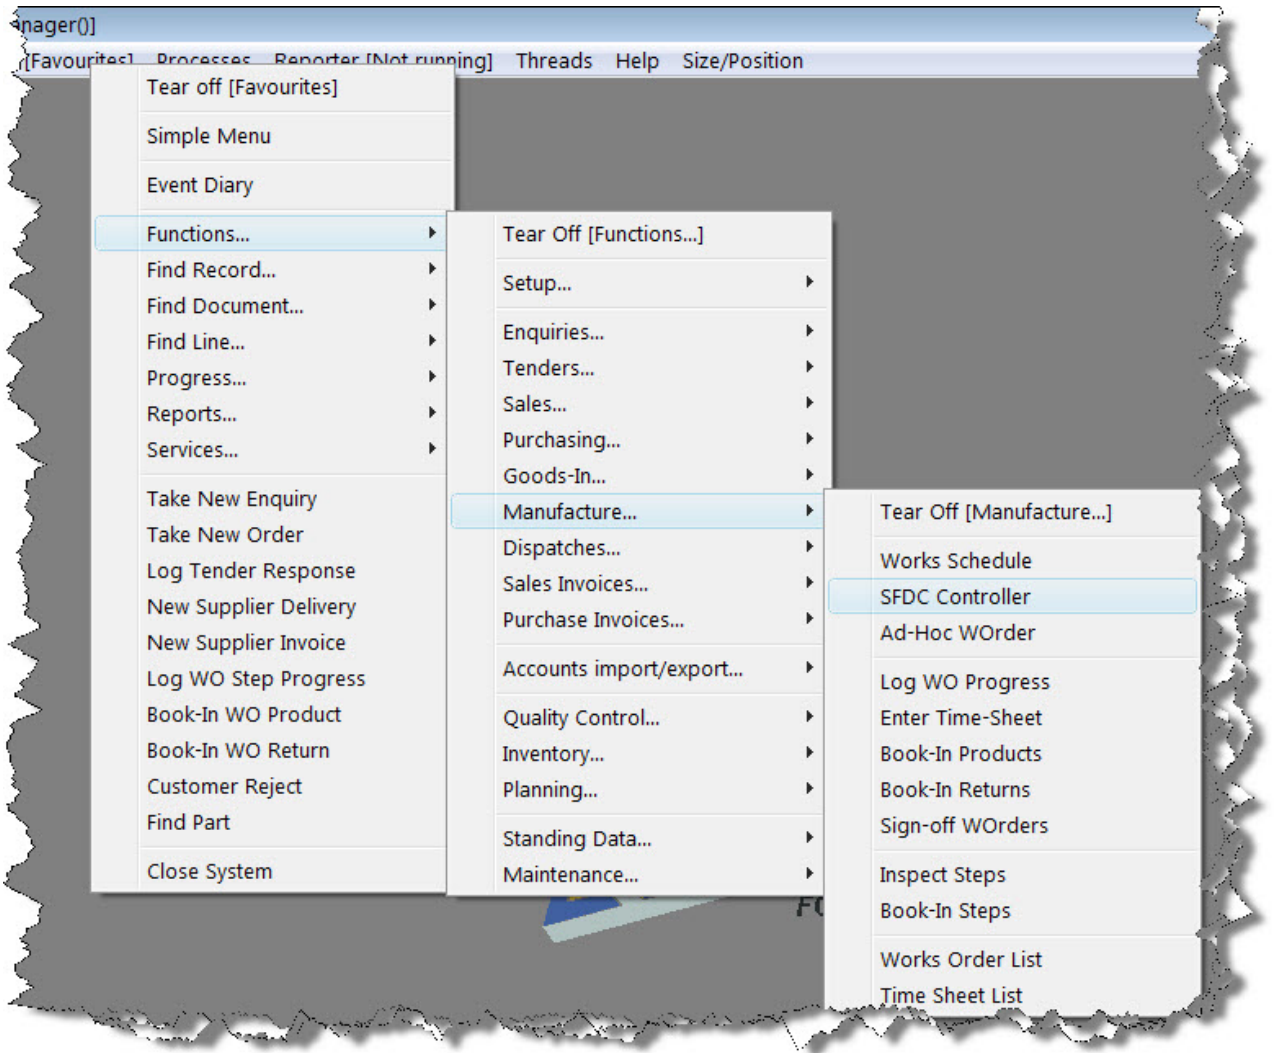 nager()]
[Favourites] Processes Reporter [Not running] Threads Help Size/Position
Tear off [Favourites]
Simple Menu
Event Diary
Functions...
Find Record...
Find Document...
Find Line...
Progress...
Reports...
Services...
Take New Enquiry
Take New Order
Log Tender Response
New Supplier Delivery
New Supplier Invoice
Log WO Step Progress
Book-In WO Product
Book-In WO Return
Customer Reject
Find Part
Close System
Tear Off [Functions...]
Setup...
Enquiries...
Tenders...
Sales...
Purchasing...
Goods-In...
Manufacture...
Dispatches...
Sales Invoices...
Purchase Invoices...
Accounts import/export...
Quality Control...
Inventory...
Planning...
Standing Data...
Maintenance...
Tear Off [Manufacture...]
Works Schedule
SFDC Controller
Ad-Hoc WOrder
Log WO Progress
Enter Time-Sheet
Book-In Products
Book-In Returns
Sign-off WOrders
Inspect Steps
Book-In Steps
Works Order List
Time Sheet List